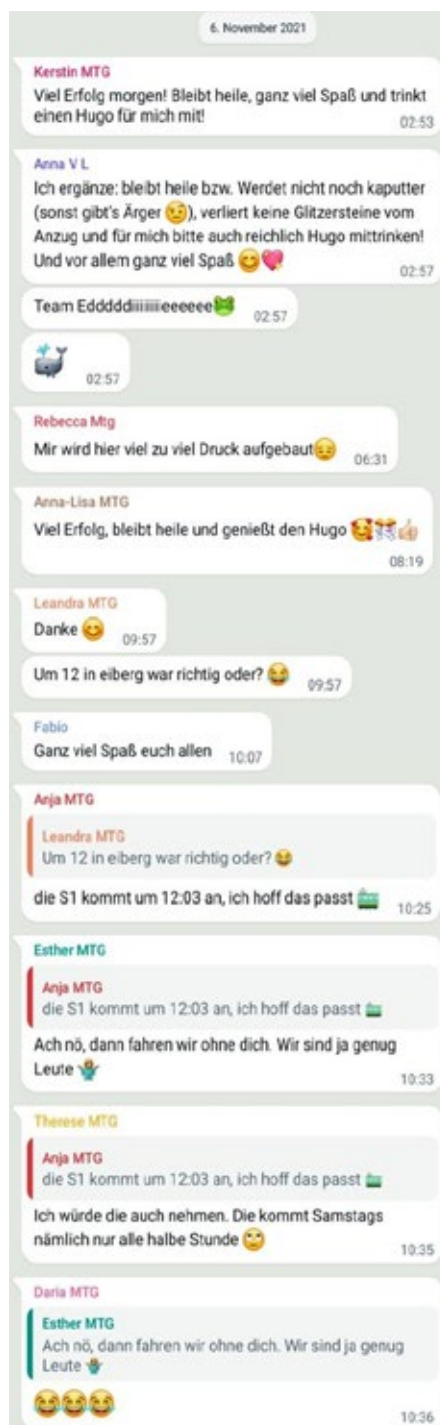 6. November 2021
Kerstin MTG
Viel Erfolg morgen! Bleibt heile, ganz viel Spaß und trinkt
einen Hugo für mich mit!
02:53
Anna V L
Ich ergänze: bleibt heile bzw. Werdet nicht noch kaputter
(sonst gibt's Ärger 🤨), verliert keine Glitzersteine vom
Anzug und für mich bitte auch reichlich Hugo mittrinken!
Und vor allem ganz viel Spaß 😊💘
02:57
Team Edddddiiiiiiieeeeee🐸
02:57
🐳
02:57
Rebecca Mtg
Mir wird hier viel zu viel Druck aufgebaut😔
06:31
Anna-Lisa MTG
Viel Erfolg, bleibt heile und genießt den Hugo 🥰👯👍🏼
08:19
Leandra MTG
Danke 😊
09:57
Um 12 in eiberg war richtig oder? 😂
09:57
Fabio
Ganz viel Spaß euch allen
10:07
Anja MTG
Leandra MTG
Um 12 in eiberg war richtig oder? 😂
die S1 kommt um 12:03 an, ich hoff das passt 🚃
10:25
Esther MTG
Anja MTG
die S1 kommt um 12:03 an, ich hoff das passt 🚃
Ach nö, dann fahren wir ohne dich. Wir sind ja genug
Leute 🤷
10:33
Therese MTG
Anja MTG
die S1 kommt um 12:03 an, ich hoff das passt 🚃
Ich würde die auch nehmen. Die kommt Samstags
nämlich nur alle halbe Stunde 🙄
10:35
Daria MTG
Esther MTG
Ach nö, dann fahren wir ohne dich. Wir sind ja genug
Leute 🤷
😂😂😂
10:36